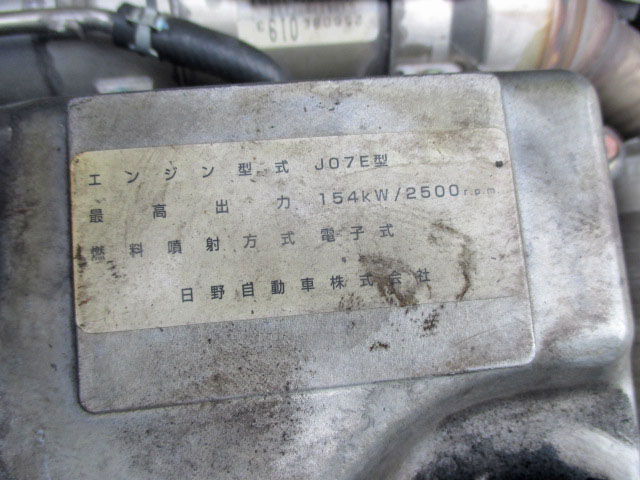 エンジン型式 J07E型
最高出力 154kW/2500r.p.m
燃料噴射方式 電子式
日野自動車株式会社